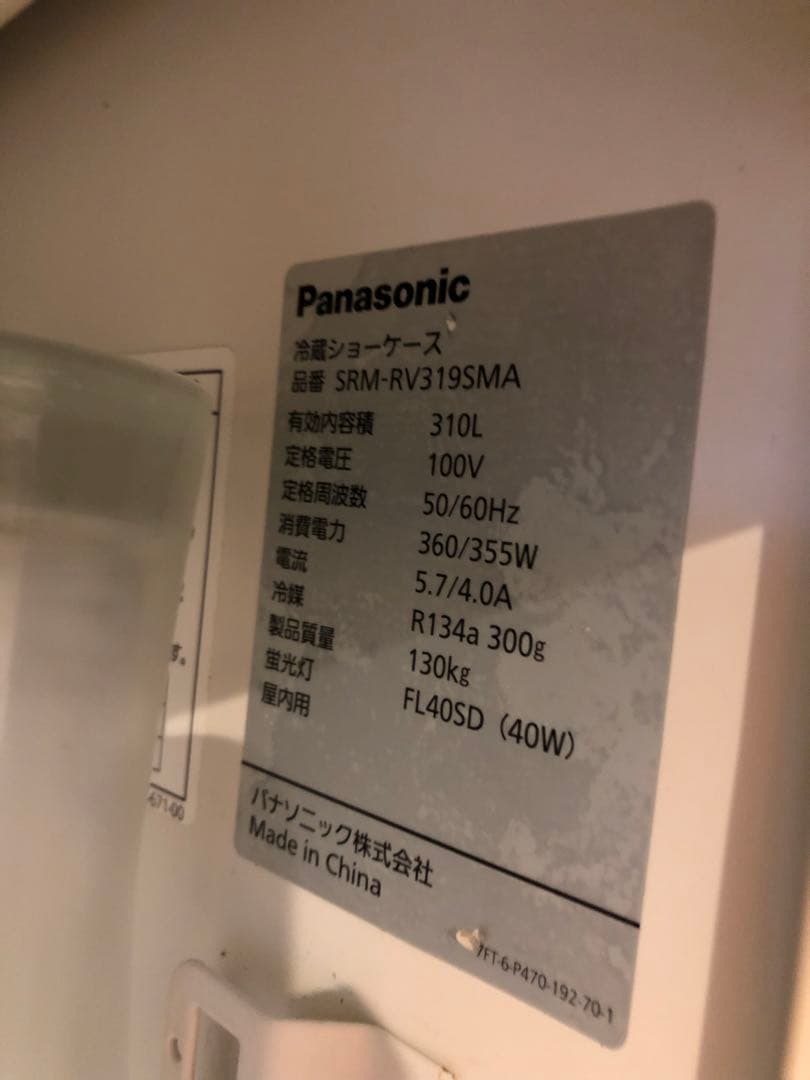 Panasonic
冷蔵ショーケース
品番 SRM-RV319SMA
有効内容積 310L
定格電圧 100V
定格周波数 50/60Hz
消費電力 360/355W
電流 5.7/4.0A
冷媒 R134a 300g
製品質量 130kg
蛍光灯 FL40SD（40W）
屋内用
パナソニック株式会社
Made in China
7FT-6-P470-192-70-1
す。
-671-00